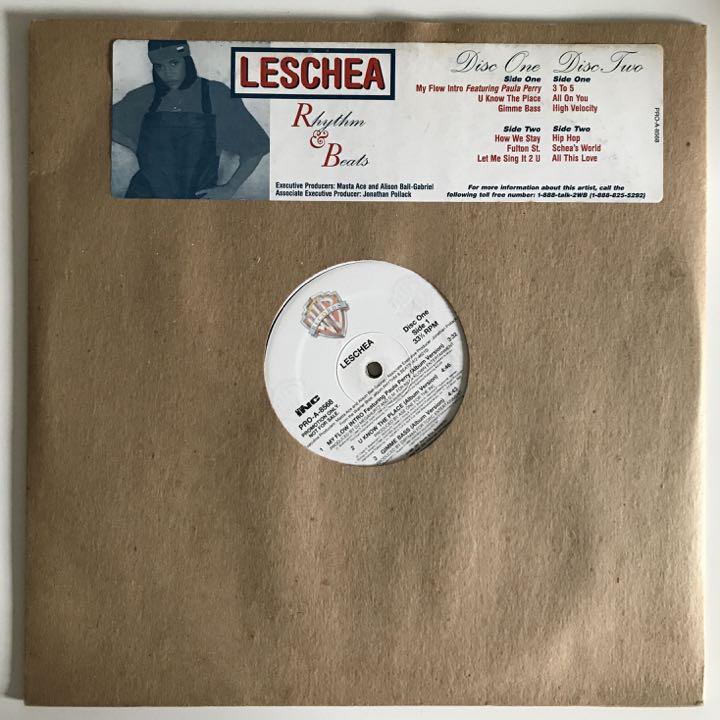 LESCHEA
Rhythm
&
Beats
Executive Producers: Masta Ace and Alison Ball-Gabriel
Associate Executive Producer: Jonathan Pollack
Disc One
Side One
My Flow Intro Featuring Paula Perry
U Know The Place
Gimme Bass
Side Two
How We Stay
Fulton St.
Let Me Sing It 2 U
Disc Two
Side One
3 To 5
All On You
High Velocity
Side Two
Hip Hop
Schea's World
All This Love
For more information about this artist, call the
following toll free number: 1-888-talk-2WB (1-888-825-5292)
PRO-A-8568
LESCHEA
Disc One
Side 1
33⅓ RPM
INC
PRO-A-8568
PROMOTION ONLY.
NOT FOR SALE.
1 MY FLOW INTRO Featuring Paula Perry (Album Version) 3:32
2 U KNOW THE PLACE (Album Version) 4:46
3 GIMME BASS (Album Version) 4:43